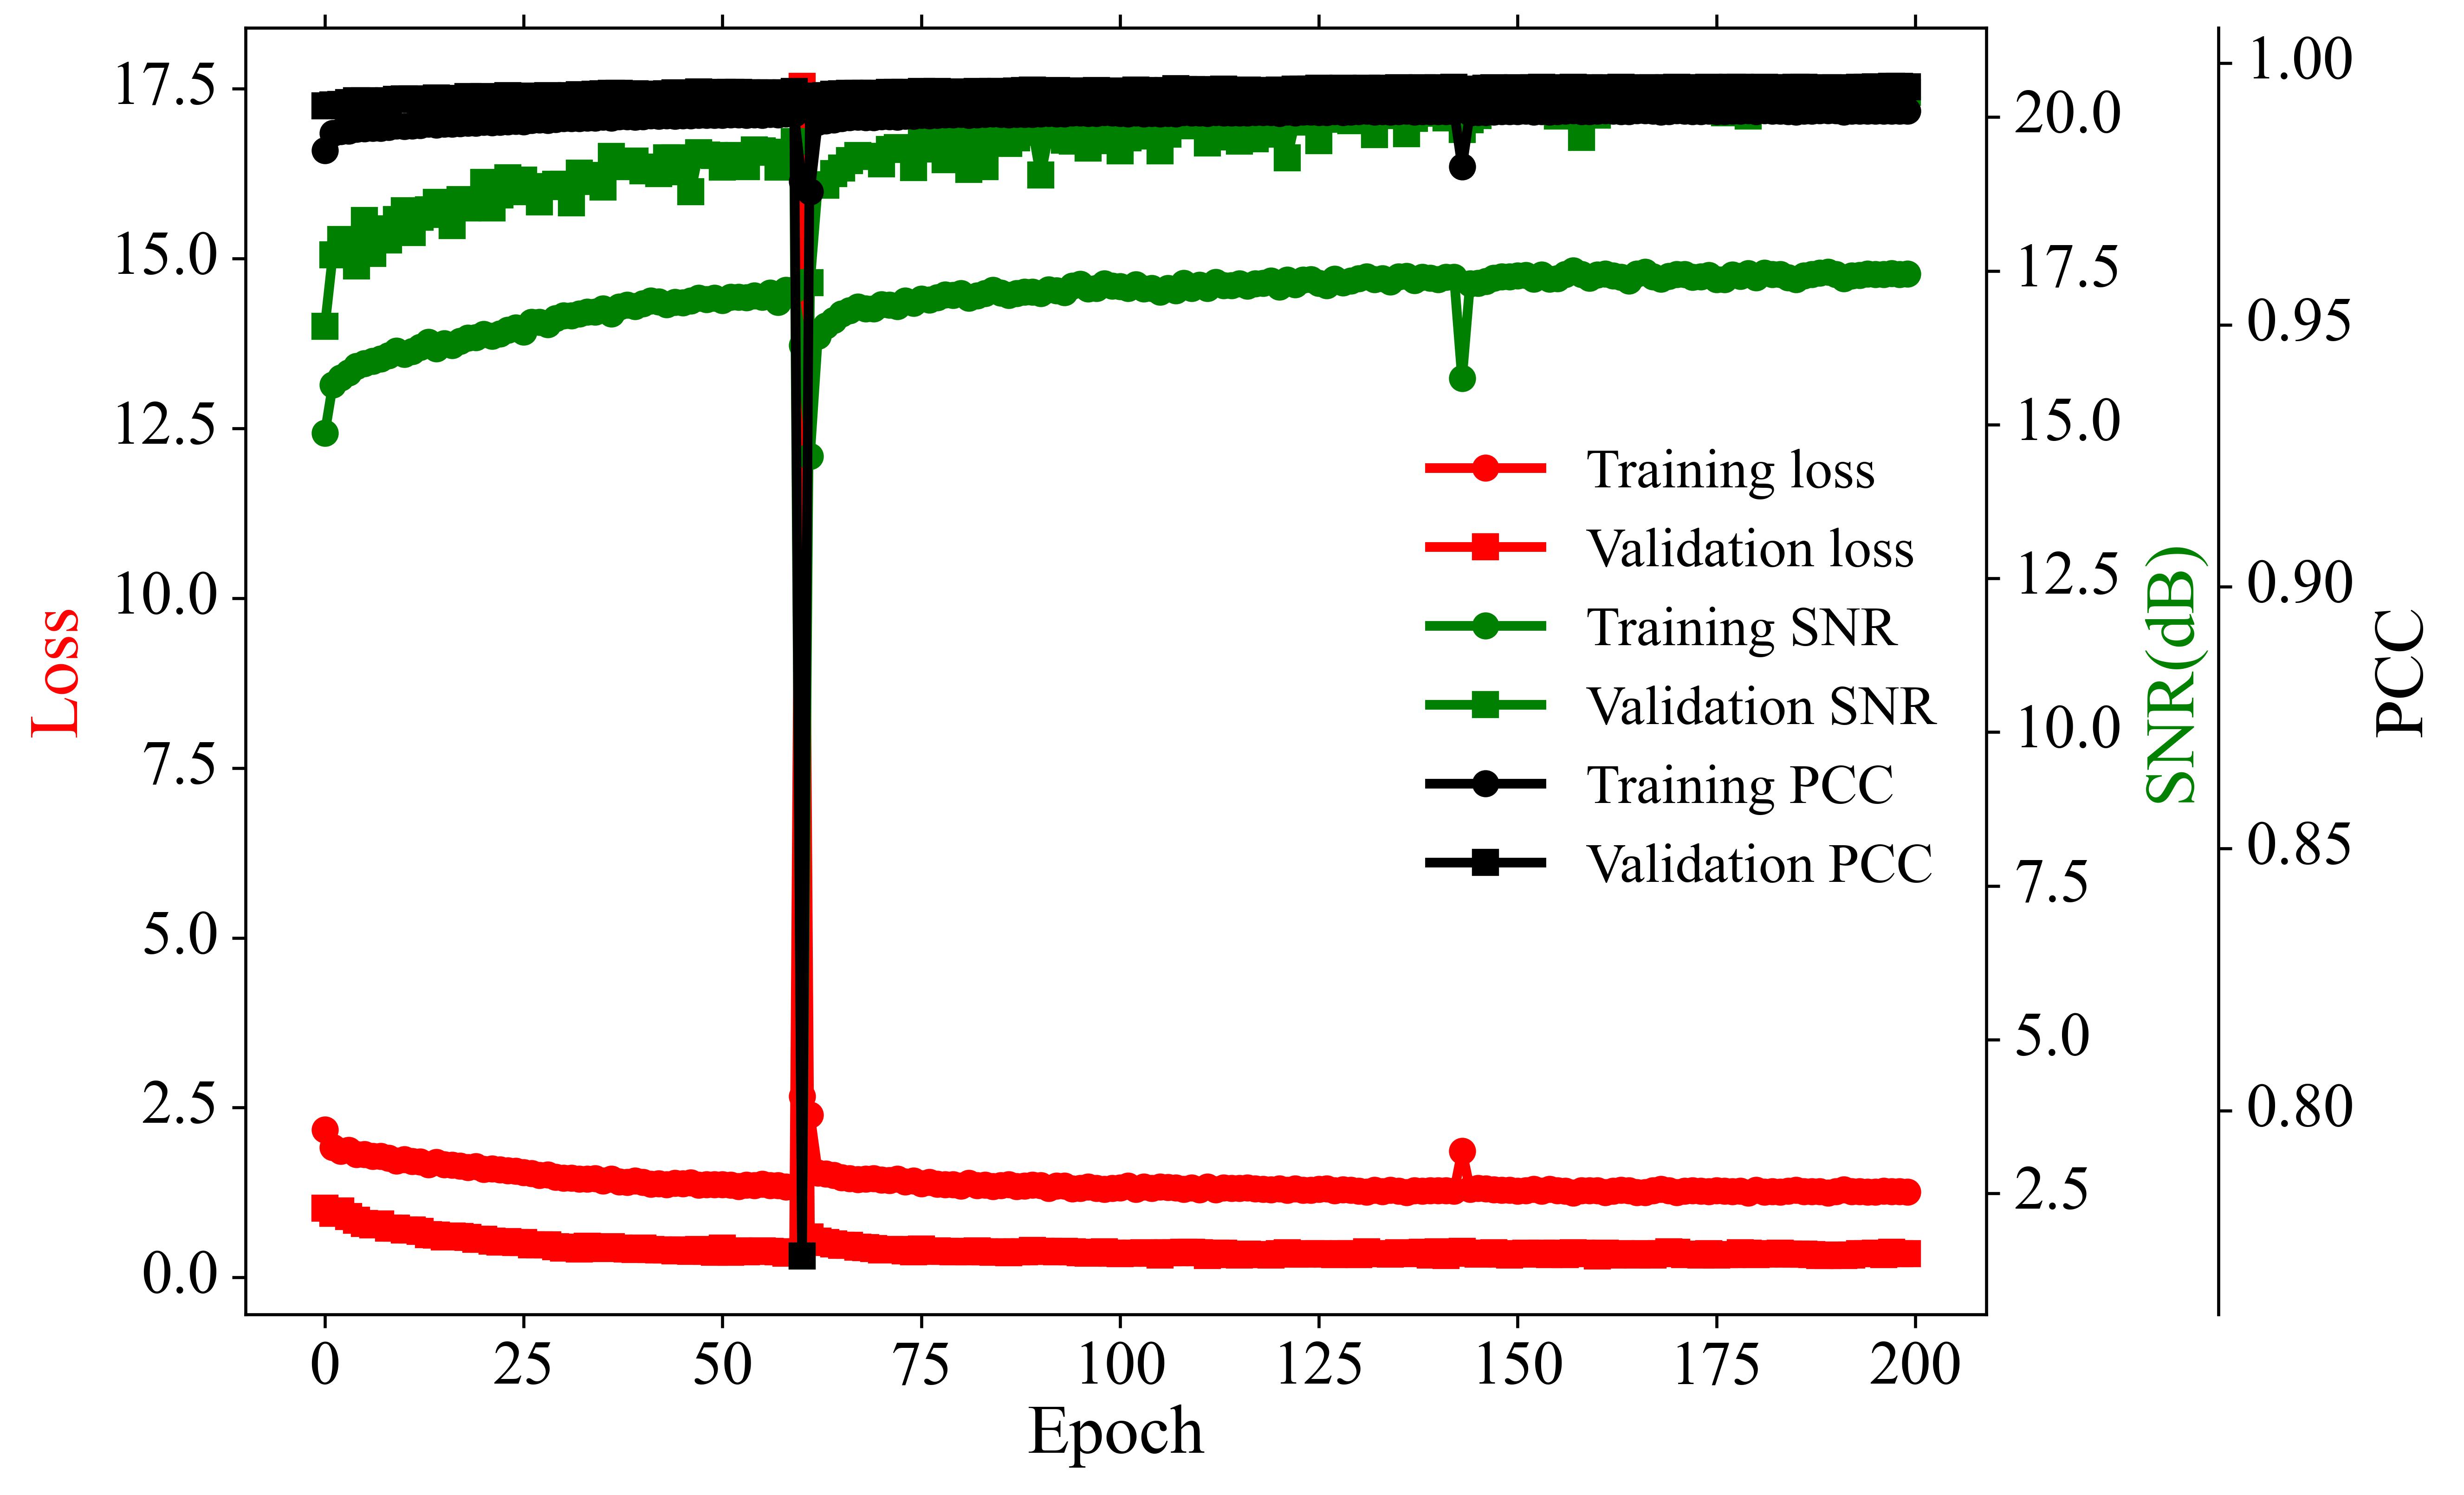 17.5
15.0
12.5
10.0
7.5
5.0
2.5
0.0
Loss
0 25 50 75 100 125 150 175 200
Epoch
Training loss
Validation loss
Training SNR
Validation SNR
Training PCC
Validation PCC
20.0
17.5
15.0
12.5
10.0
7.5
5.0
2.5
SNR(dB)
1.00
0.95
0.90
0.85
0.80
PCC